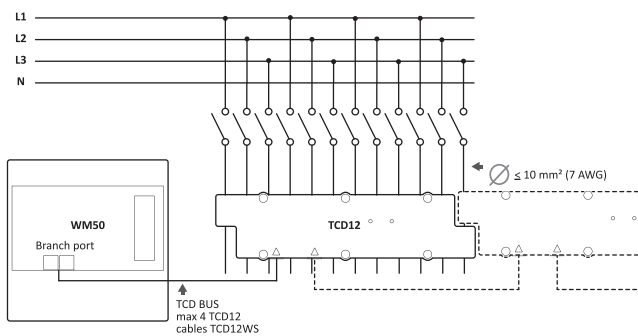 L1
L2
L3
N
≤ 10 mm² (7 AWG)
WM50
TCD12
Branch port
TCD BUS
max 4 TCD12
cables TCD12WS